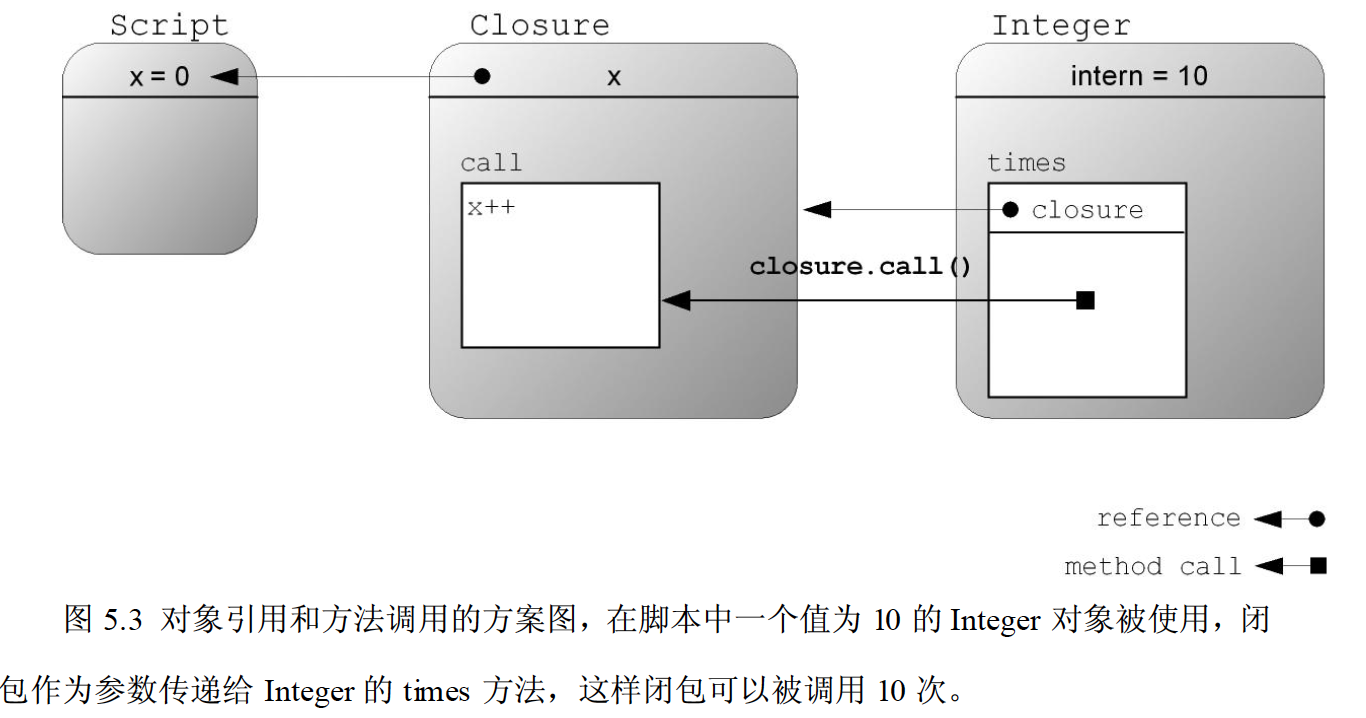 Script
Closure
Integer
x = 0
x
intern = 10
call
times
x++
closure
closure.call()
reference
method call
图 5.3 对象引用和方法调用的方案图，在脚本中一个值为 10 的 Integer 对象被使用，闭
包作为参数传递给 Integer 的 times 方法，这样闭包可以被调用 10 次。